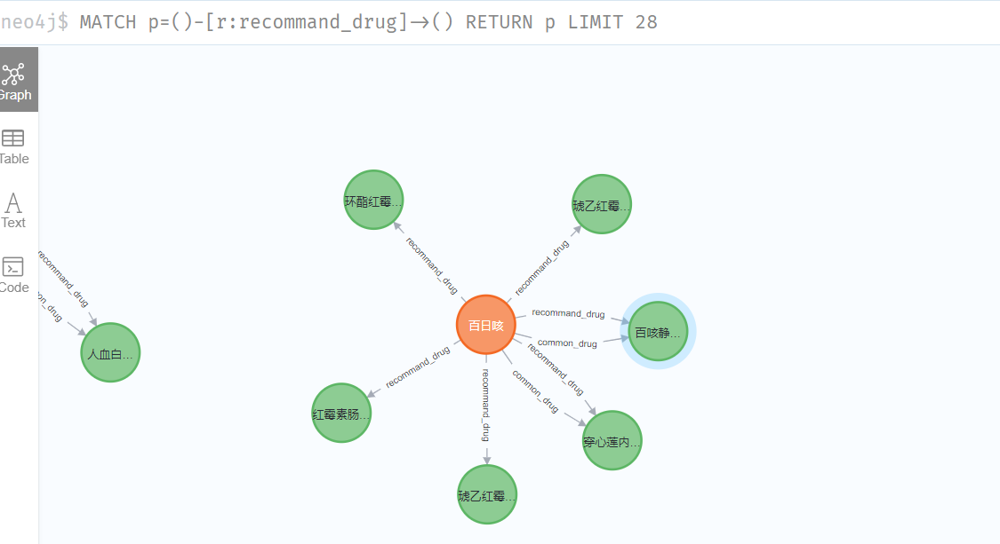 neo4j$ MATCH p=()-[r:recommand_drug]->() RETURN p LIMIT 28
Graph
Table
Text
Code
环酯红霉...
琥乙红霉...
recommand_drug
recommand_drug
recommand_drug
on_drug
人血白...
百日咳
recommand_drug
common_drug
百咳静...
recommand_drug
common_drug
recommand_drug
recommand_drug
红霉素肠...
穿心莲内...
琥乙红霉...